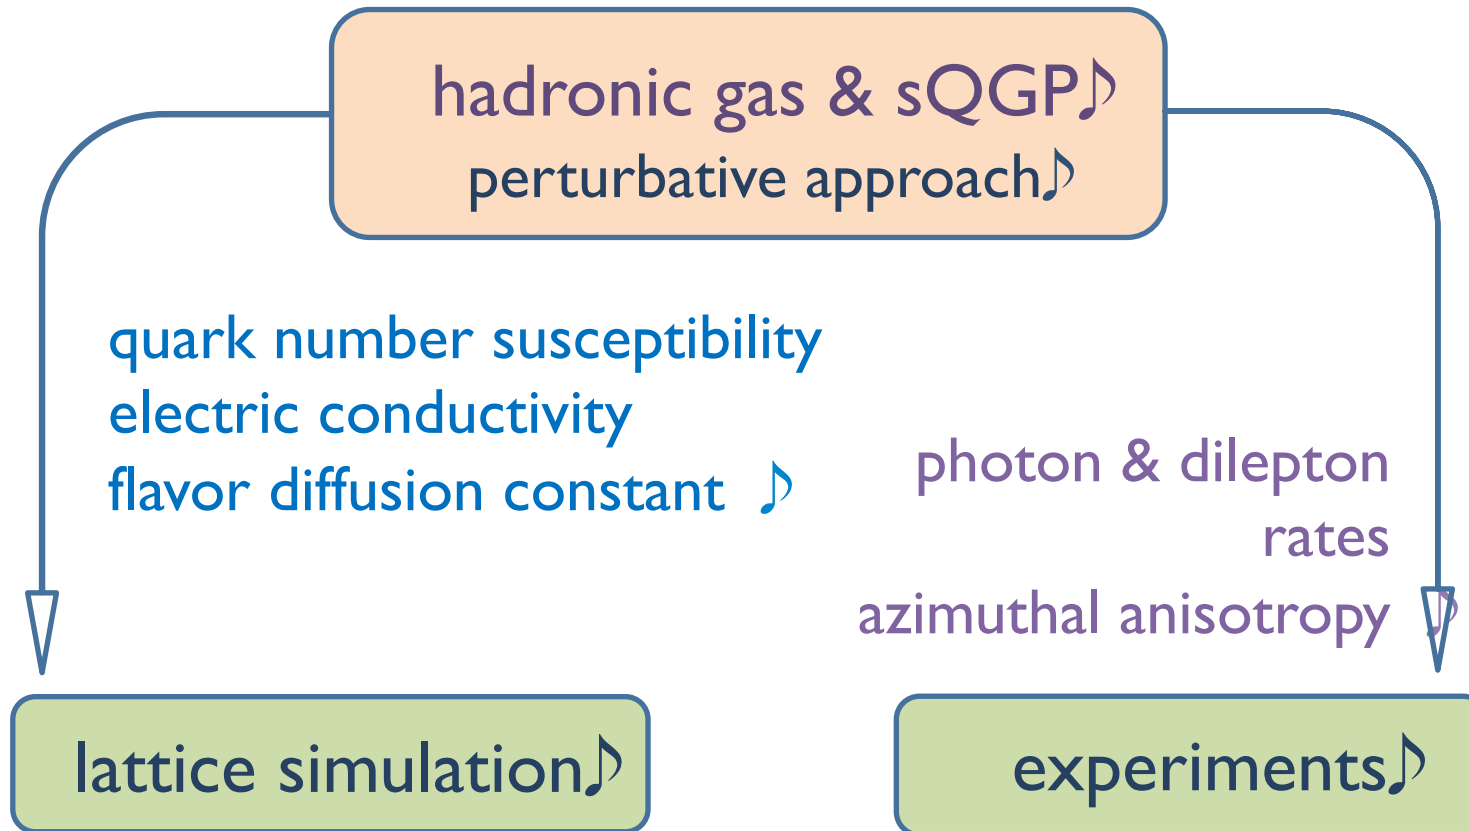 hadronic gas & sQGP♪
perturbative approach♪
quark number susceptibility
electric conductivity
flavor diffusion constant ♪
photon & dilepton
rates
azimuthal anisotropy ♪
lattice simulation♪
experiments♪